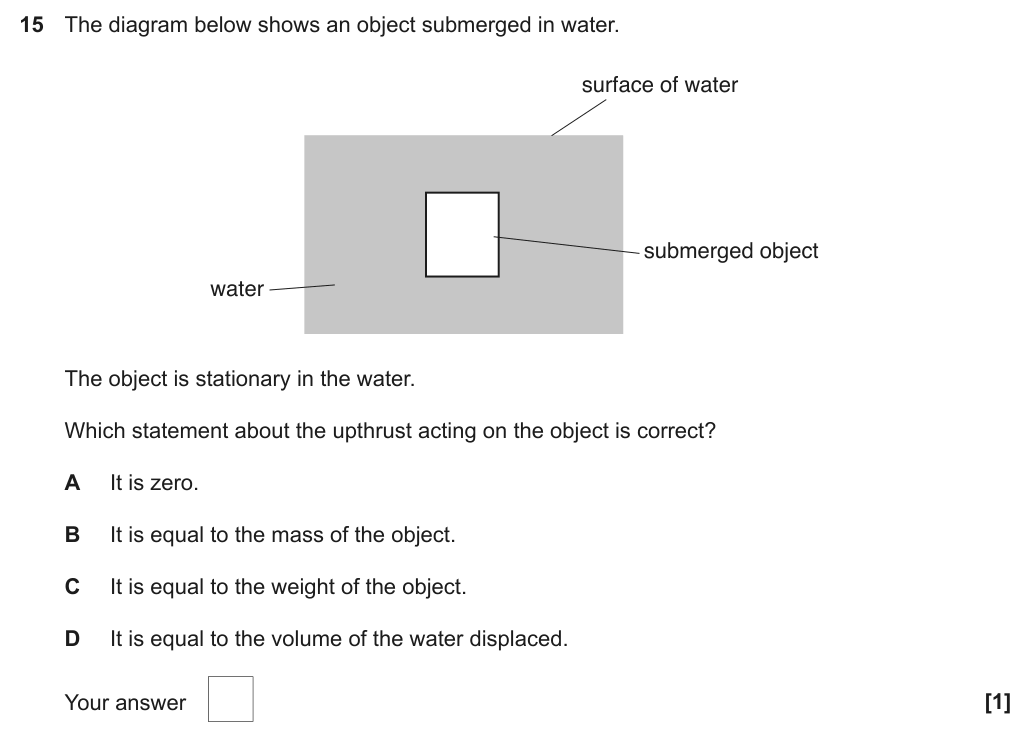 15 The diagram below shows an object submerged in water.
surface of water
submerged object
water
The object is stationary in the water.
Which statement about the upthrust acting on the object is correct?
A It is zero.
B It is equal to the mass of the object.
C It is equal to the weight of the object.
D It is equal to the volume of the water displaced.
Your answer [1]